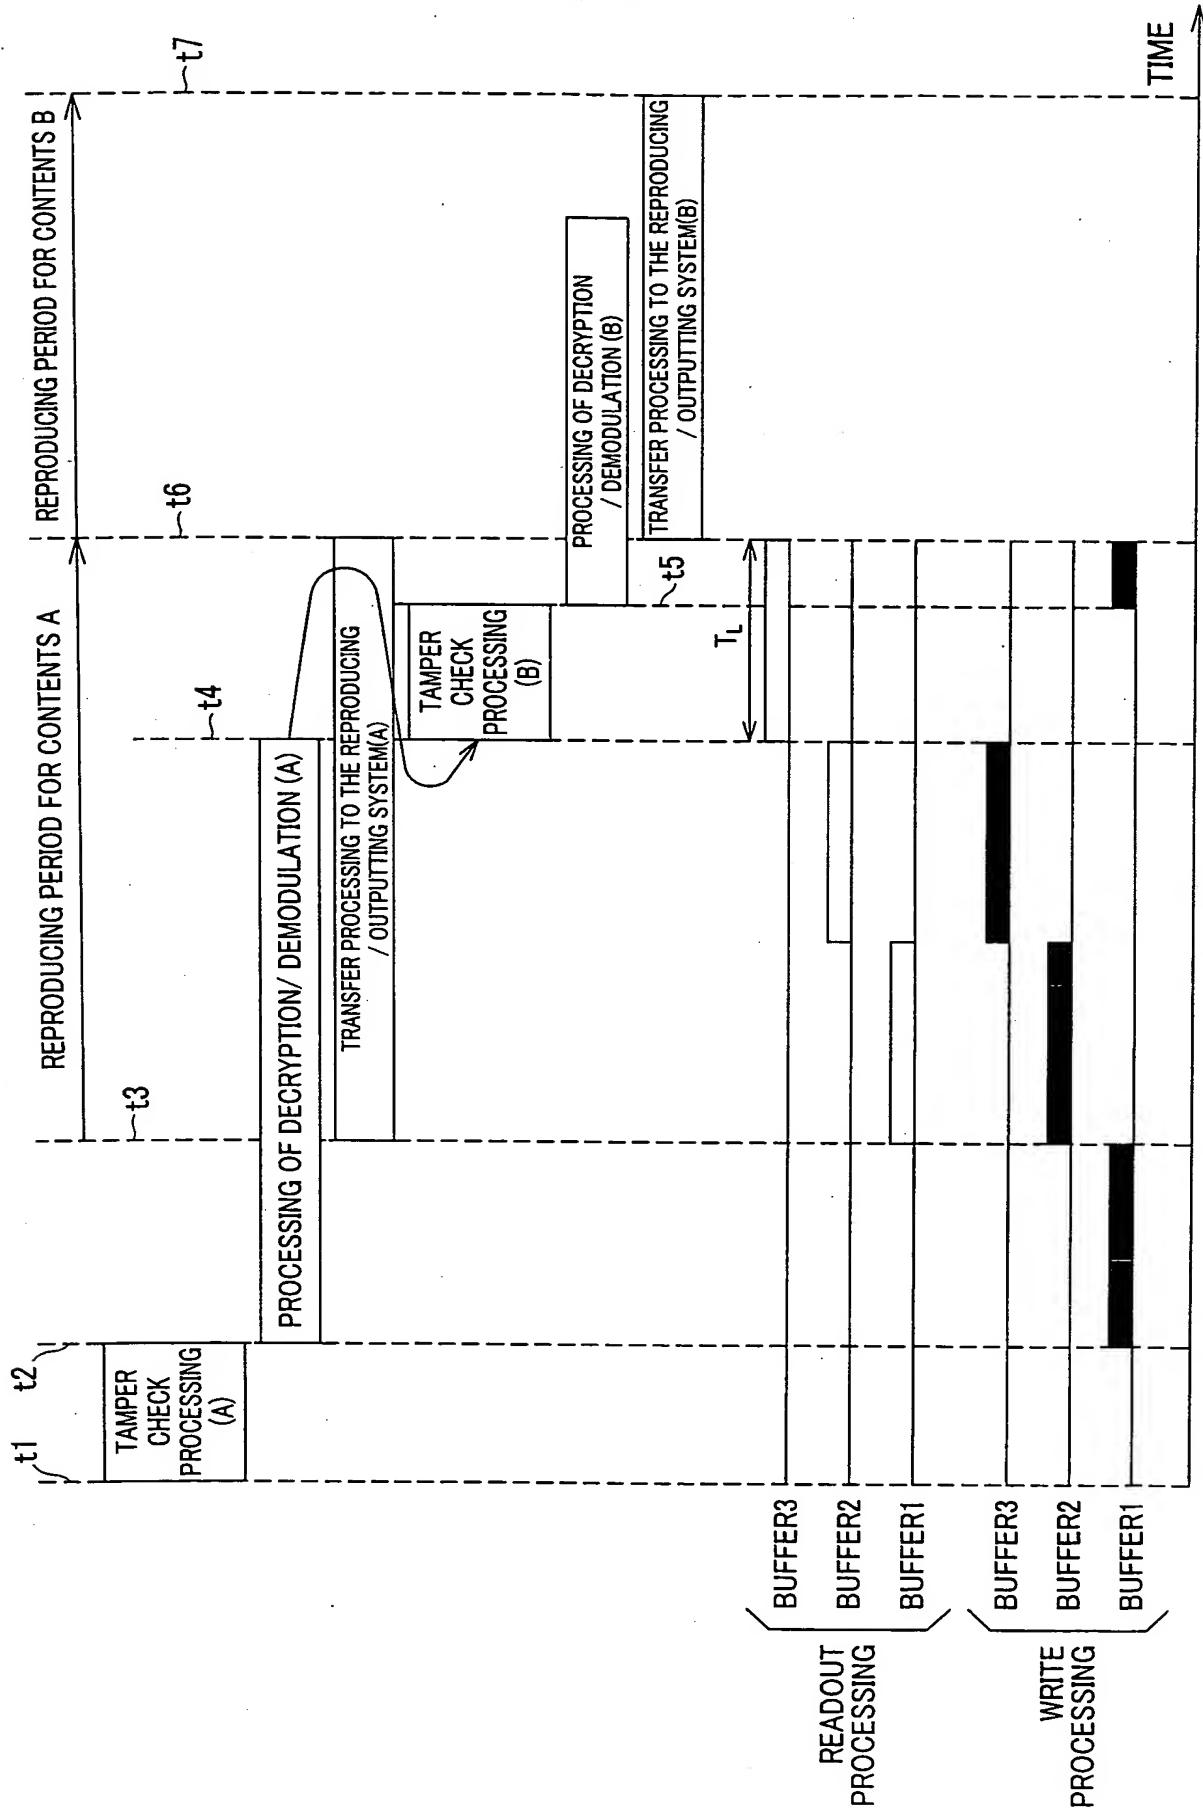 t1
t2
t3
t4
t5
t6
t7
REPRODUCING PERIOD FOR CONTENTS A
REPRODUCING PERIOD FOR CONTENTS B
TAMPER
CHECK
PROCESSING
(A)
PROCESSING OF DECRYPTION/ DEMODULATION (A)
TRANSFER PROCESSING TO THE REPRODUCING
/ OUTPUTTING SYSTEM(A)
TAMPER
CHECK
PROCESSING
(B)
PROCESSING OF DECRYPTION
/ DEMODULATION (B)
TRANSFER PROCESSING TO THE REPRODUCING
/ OUTPUTTING SYSTEM(B)
TL
READOUT
PROCESSING
BUFFER3
BUFFER2
BUFFER1
WRITE
PROCESSING
BUFFER3
BUFFER2
BUFFER1
TIME